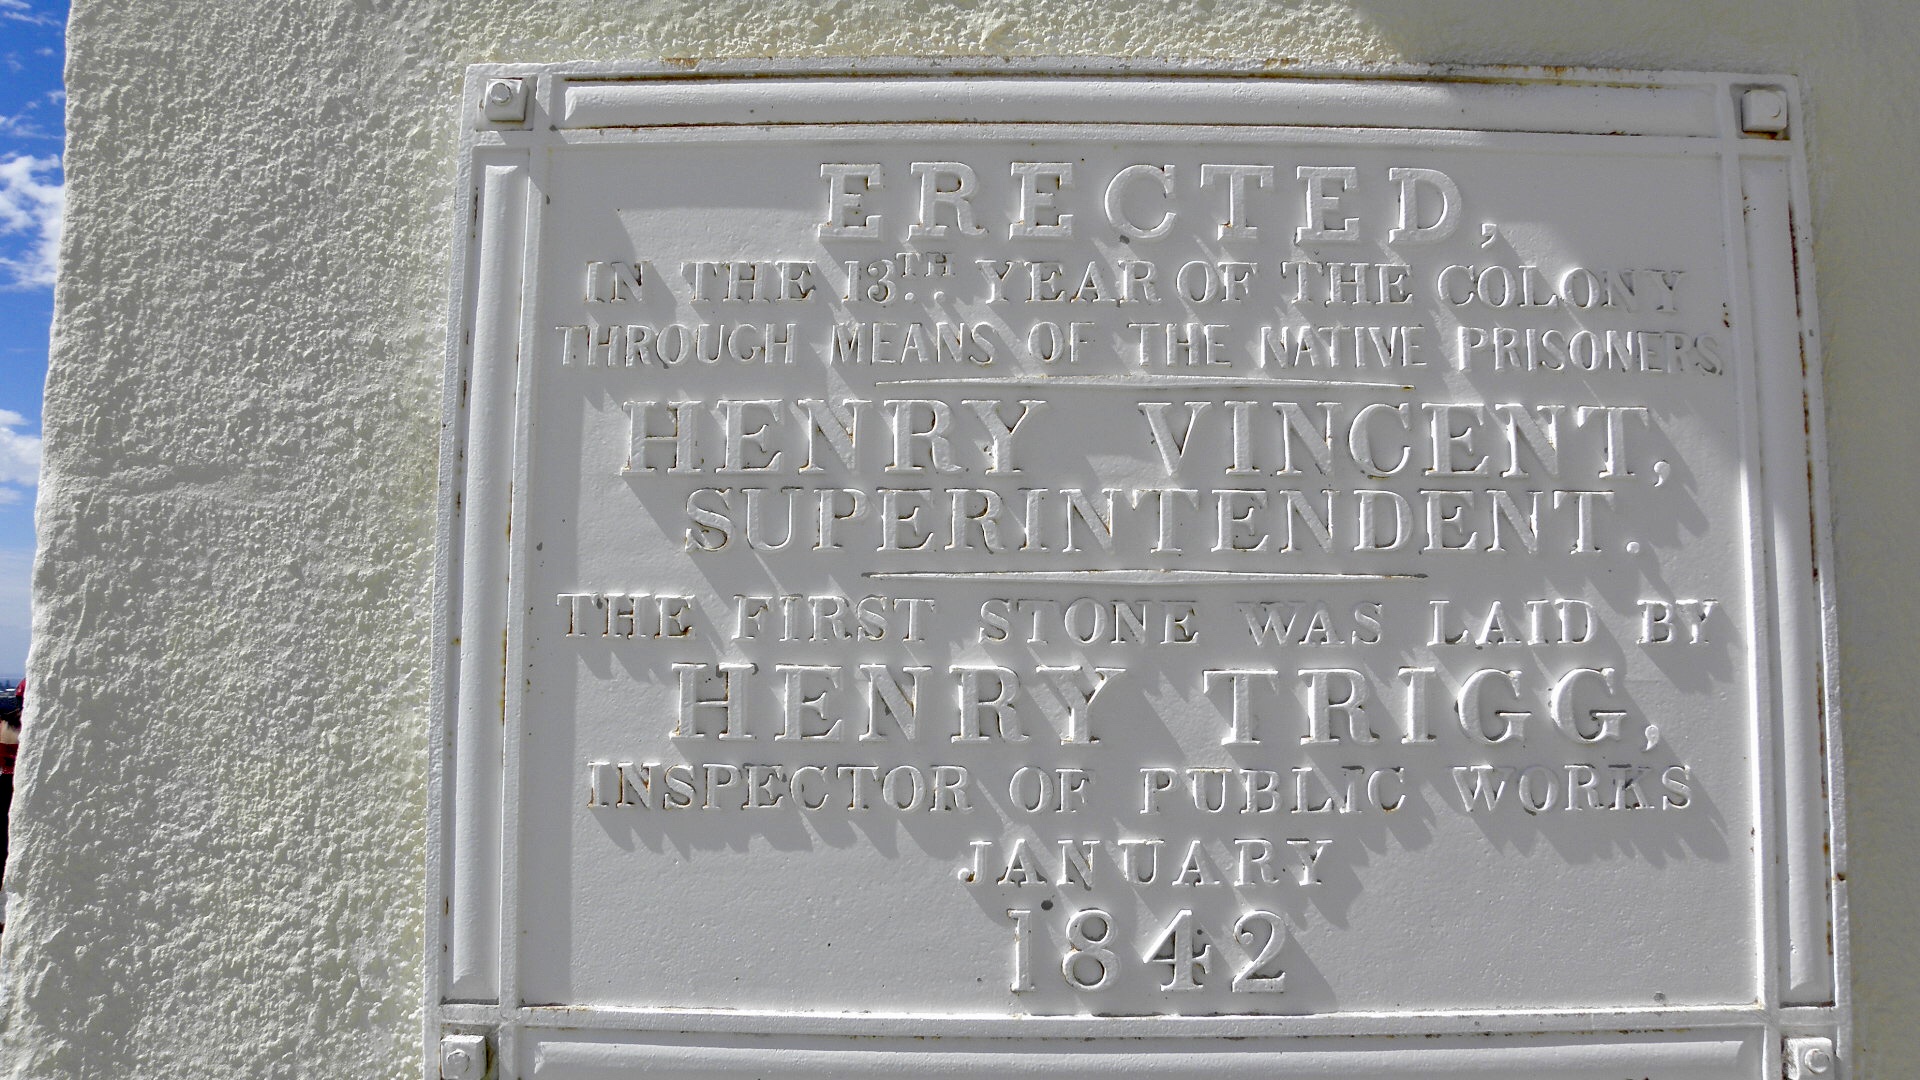 ERECTED,
IN THE 13TH. YEAR OF THE COLONY
THROUGH MEANS OF THE NATIVE PRISONERS.
HENRY VINCENT,
SUPERINTENDENT.
THE FIRST STONE WAS LAID BY
HENRY TRIGG,
INSPECTOR OF PUBLIC WORKS
JANUARY
1842